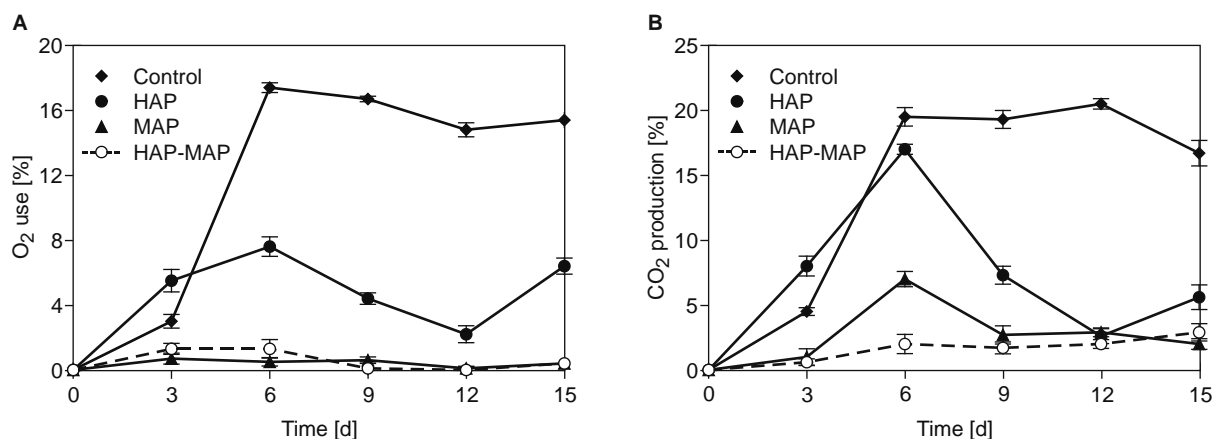 A
O2 use [%]
20
16
12
8
4
0
Control
HAP
MAP
HAP-MAP
0 3 6 9 12 15
Time [d]
B
CO2 production [%]
25
20
15
10
5
0
Control
HAP
MAP
HAP-MAP
0 3 6 9 12 15
Time [d]